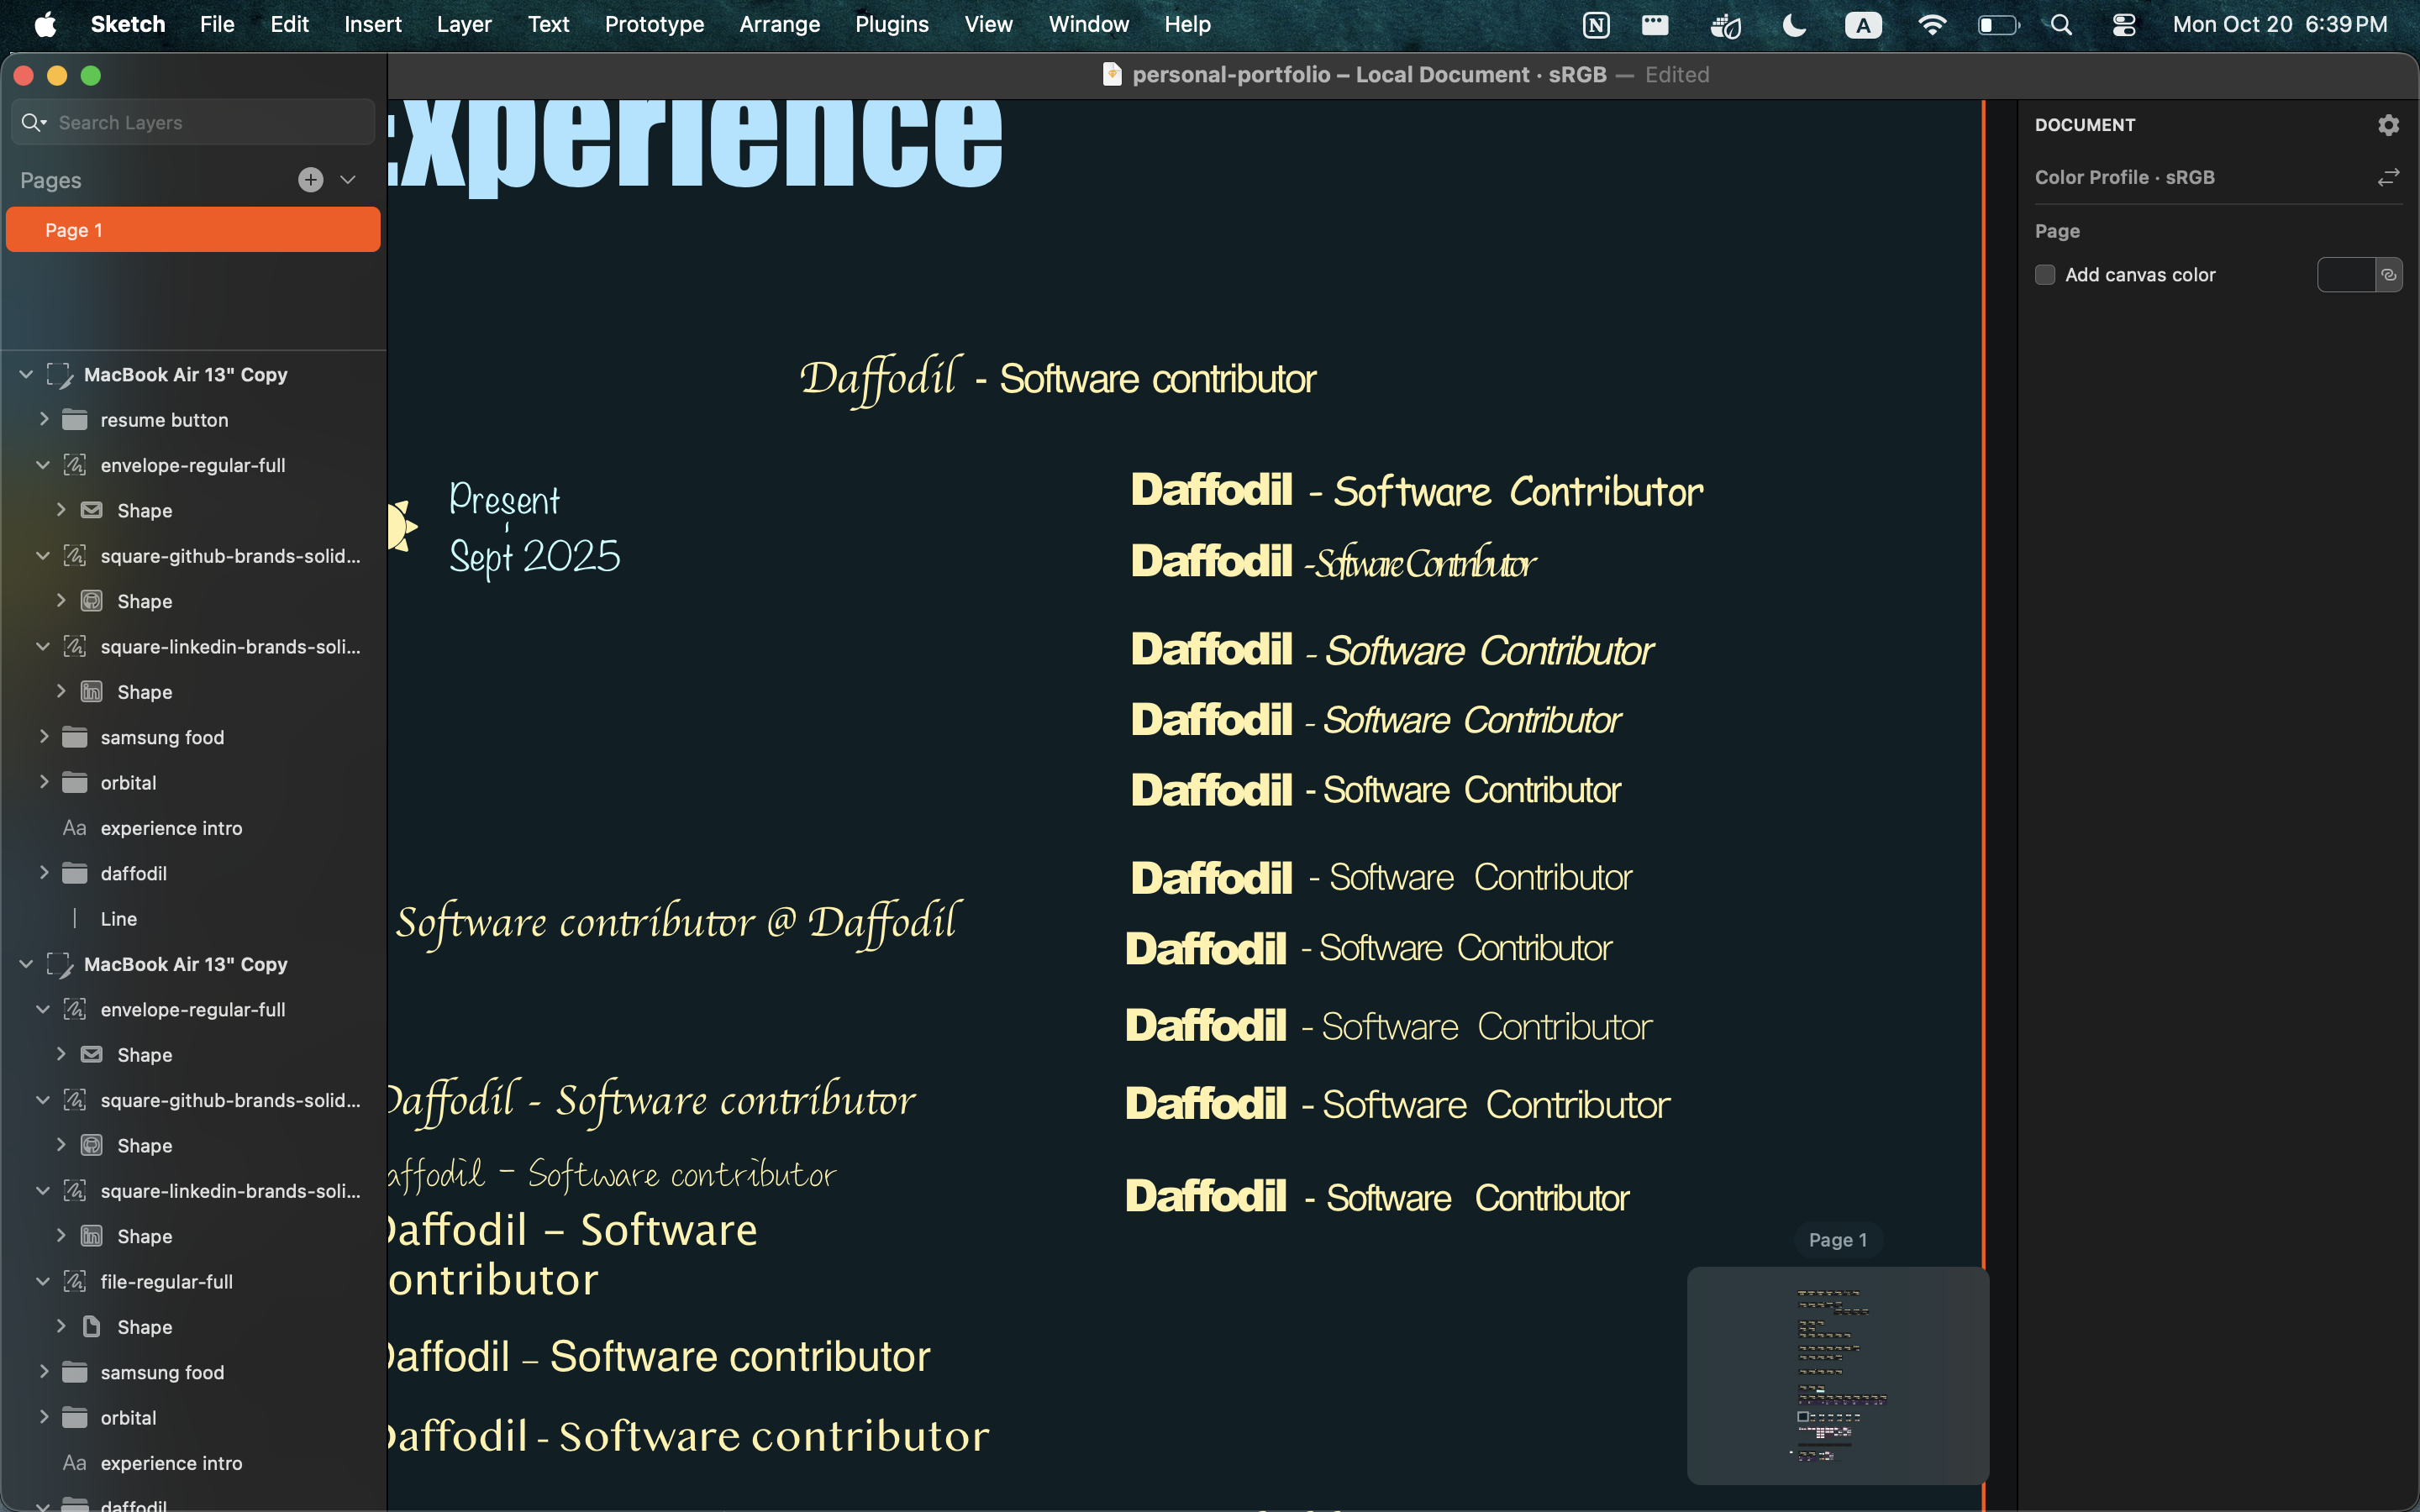 Sketch File Edit Insert Layer Text Prototype Arrange Plugins View Window Help A Mon Oct 20 6:39 PM
personal-portfolio – Local Document · sRGB — Edited
Search Layers
Pages
Page 1
MacBook Air 13" Copy
resume button
envelope-regular-full
Shape
square-github-brands-solid...
Shape
square-linkedin-brands-soli...
Shape
samsung food
orbital
Aa experience intro
daffodil
Line
MacBook Air 13" Copy
envelope-regular-full
Shape
square-github-brands-solid...
Shape
square-linkedin-brands-soli...
Shape
file-regular-full
Shape
samsung food
orbital
Aa experience intro
daffodil
Experience
Daffodil - Software contributor
Present
-
Sept 2025
Software contributor @ Daffodil
Daffodil - Software contributor
affodil - Software contributor
Daffodil – Software
ontributor
Daffodil – Software contributor
Daffodil - Software contributor
Daffodil - Software Contributor
Daffodil - Software Contributor
Daffodil - Software Contributor
Daffodil - Software Contributor
Daffodil - Software Contributor
Daffodil - Software Contributor
Daffodil - Software Contributor
Daffodil - Software Contributor
Daffodil - Software Contributor
Daffodil - Software Contributor
Page 1
DOCUMENT
Color Profile · sRGB
Page
Add canvas color